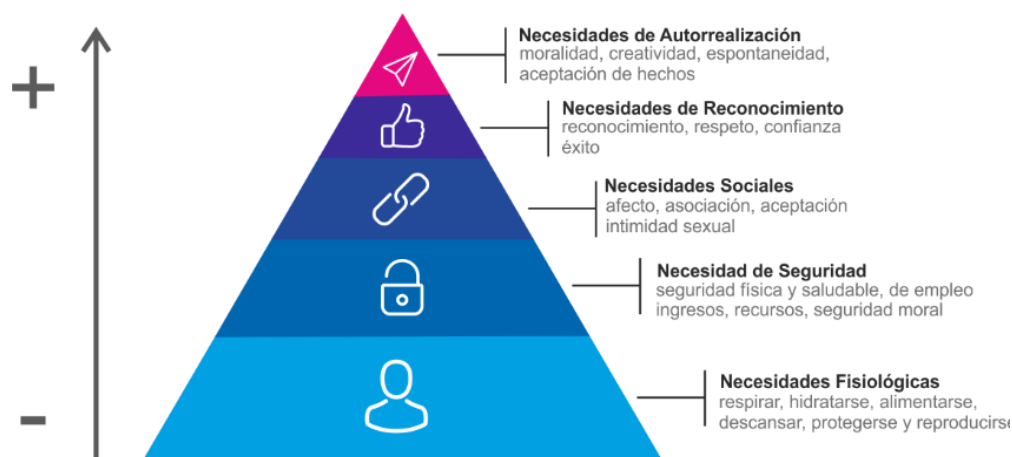 +
Necesidades de Autorrealización
moralidad, creatividad, espontaneidad,
aceptación de hechos
Necesidades de Reconocimiento
reconocimiento, respeto, confianza
éxito
Necesidades Sociales
afecto, asociación, aceptación
intimidad sexual
Necesidad de Seguridad
seguridad física y saludable, de empleo
ingresos, recursos, seguridad moral
Necesidades Fisiológicas
respirar, hidratarse, alimentarse,
descansar, protegerse y reproducirse
-